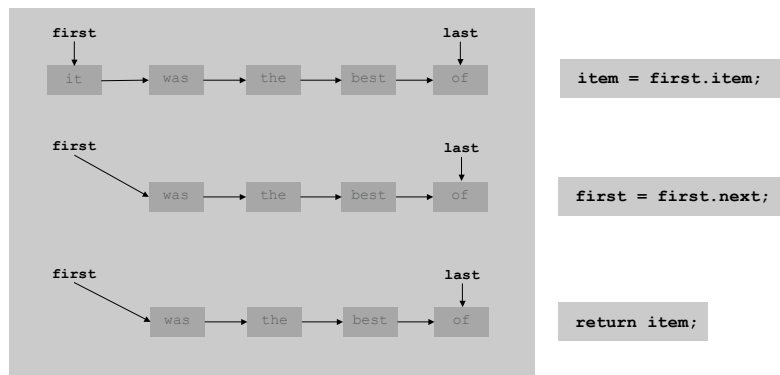 first last
it was the best of
item = first.item;
first last
was the best of
first = first.next;
first last
was the best of
return item;